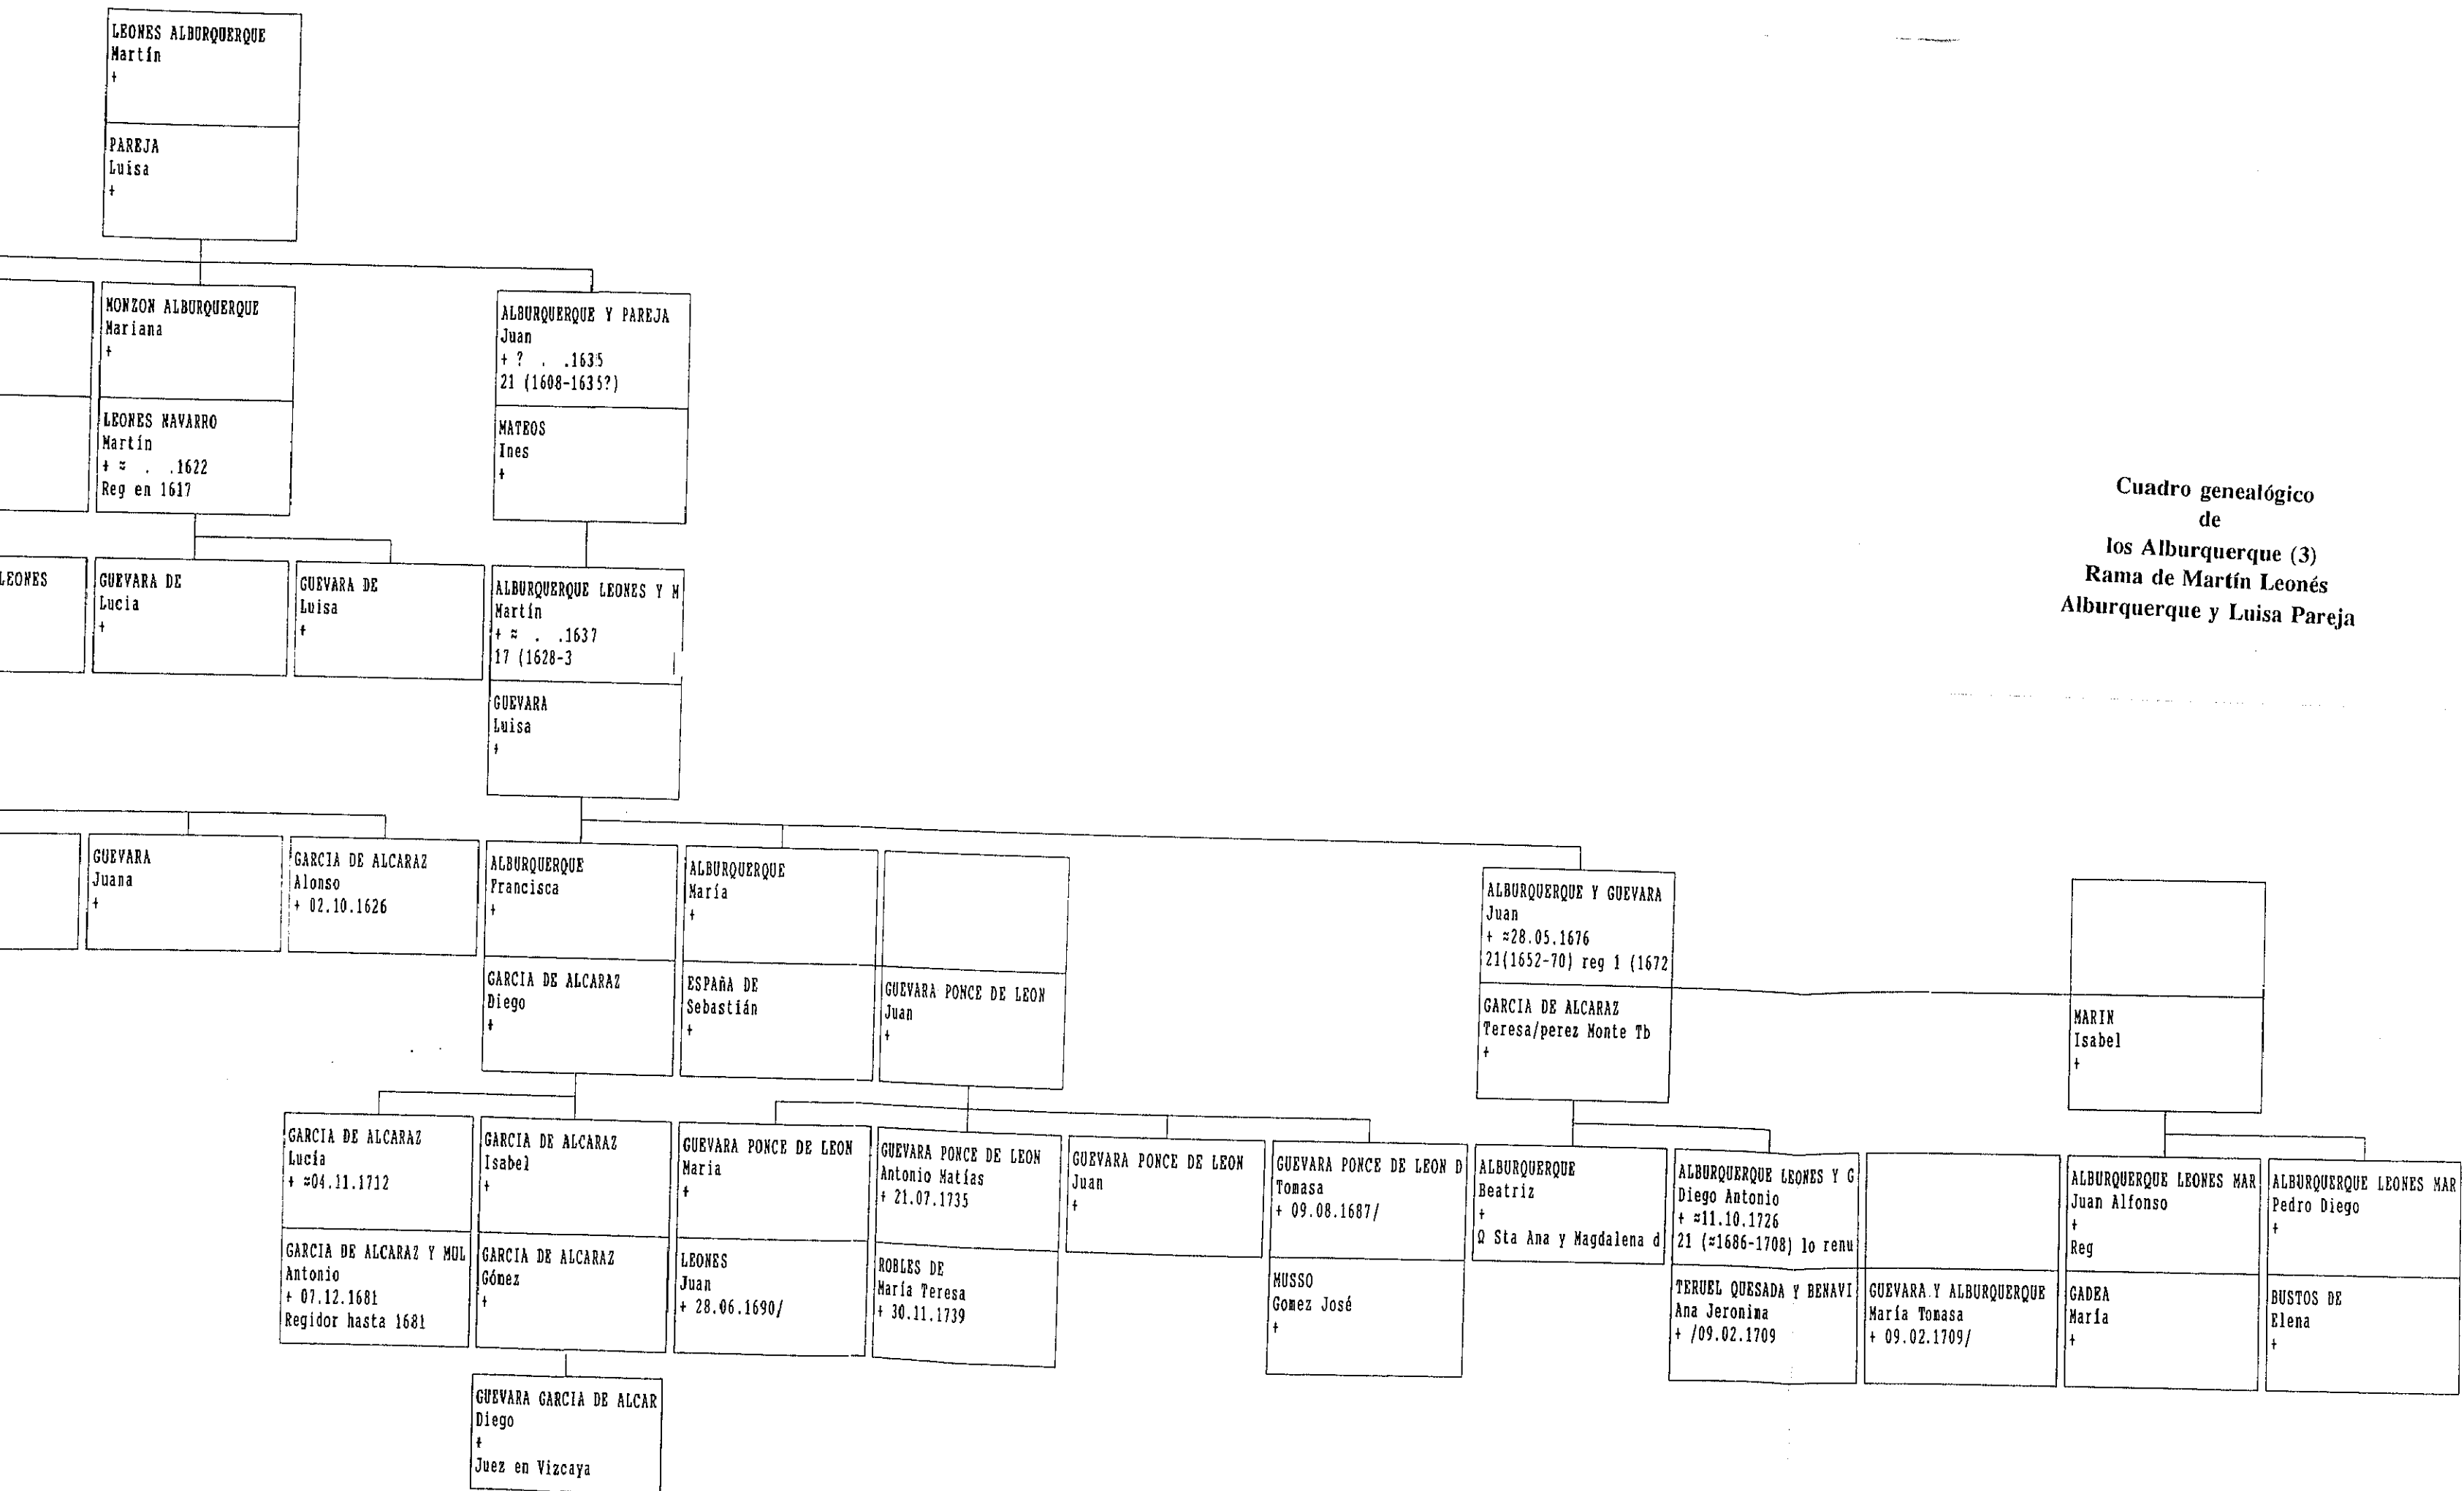 LEONES ALBURQUERQUE
Martín
+
PAREJA
Luisa
+
MONZON ALBURQUERQUE
Mariana
+
LEONES NAVARRO
Martín
+ ≈ . .1622
Reg en 1617
ALBURQUERQUE Y PAREJA
Juan
+ ? . .1635
21 (1608-1635?)
MATEOS
Ines
+
Cuadro genealógico
de
los Alburquerque (3)
Rama de Martín Leonés
Alburquerque y Luisa Pareja
LEONES
GUEVARA DE
Lucia
+
GUEVARA DE
Luisa
+
ALBURQUERQUE LEONES Y M
Martín
+ ≈ . .1637
17 (1628-3
GUEVARA
Luisa
+
GUEVARA
Juana
+
GARCIA DE ALCARAZ
Alonso
+ 02.10.1626
ALBURQUERQUE
Francisca
+
GARCIA DE ALCARAZ
Diego
+
ALBURQUERQUE
María
+
ESPAñA DE
Sebastián
+
GUEVARA PONCE DE LEON
Juan
+
ALBURQUERQUE Y GUEVARA
Juan
+ ≈28.05.1676
21(1652-70) reg 1 (1672
GARCIA DE ALCARAZ
Teresa/perez Monte Tb
+
MARIN
Isabel
+
GARCIA DE ALCARAZ
Lucía
+ ≈04.11.1712
GARCIA DE ALCARAZ Y MUL
Antonio
+ 07.12.1681
Regidor hasta 1681
GARCIA DE ALCARAZ
Isabel
+
GARCIA DE ALCARAZ
Gómez
+
GUEVARA PONCE DE LEON
Maria
+
LEONES
Juan
+ 28.06.1690/
GUEVARA PONCE DE LEON
Antonio Matías
+ 21.07.1735
ROBLES DE
María Teresa
+ 30.11.1739
GUEVARA PONCE DE LEON
Juan
+
GUEVARA PONCE DE LEON D
Tomasa
+ 09.08.1687/
MUSSO
Gomez José
+
ALBURQUERQUE
Beatriz
+
Ω Sta Ana y Magdalena d
ALBURQUERQUE LEONES Y G
Diego Antonio
+ ≈11.10.1726
21 (≈1686-1708) lo renu
TERUEL QUESADA Y BENAVI
Ana Jeronima
+ /09.02.1709
GUEVARA Y ALBURQUERQUE
María Tomasa
+ 09.02.1709/
ALBURQUERQUE LEONES MAR
Juan Alfonso
+
Reg
GADEA
María
+
ALBURQUERQUE LEONES MAR
Pedro Diego
+
BUSTOS DE
Elena
+
GUEVARA GARCIA DE ALCAR
Diego
+
Juez en Vizcaya